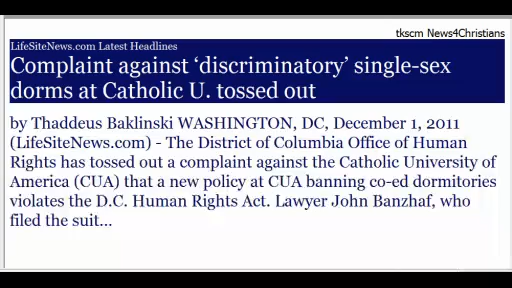 tkscm News4Christians
LifeSiteNews.com Latest Headlines
Complaint against ‘discriminatory’ single-sex
dorms at Catholic U. tossed out
by Thaddeus Baklinski WASHINGTON, DC, December 1, 2011
(LifeSiteNews.com) - The District of Columbia Office of Human
Rights has tossed out a complaint against the Catholic University of
America (CUA) that a new policy at CUA banning co-ed dormitories
violates the D.C. Human Rights Act. Lawyer John Banzhaf, who
filed the suit...